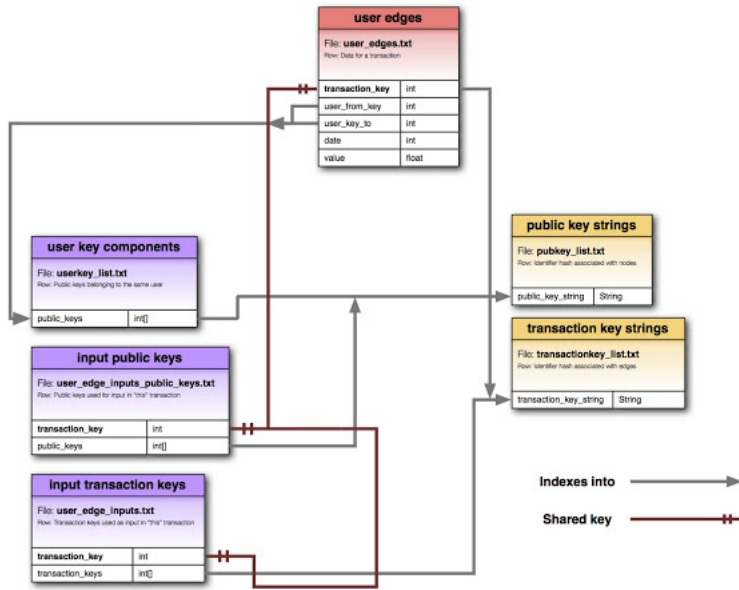 user edges
File: user_edges.txt
Row: Data for a transaction
transaction_key int
user_from_key int
user_key_to int
date int
value float
public key strings
File: pubkey_list.txt
Row: Identifier hash associated with nodes
public_key_string String
user key components
File: userkey_list.txt
Row: Public keys belonging to the same user
public_keys int[]
transaction key strings
File: transactionkey_list.txt
Row: Identifier hash associated with edges
transaction_key_string String
input public keys
File: user_edge_inputs_public_keys.txt
Row: Public keys used for input in "this" transaction
transaction_key int
public_keys int[]
input transaction keys
File: user_edge_inputs.txt
Row: Transaction keys used as input in "this" transaction
transaction_key int
transaction_keys int[]
Indexes into
Shared key